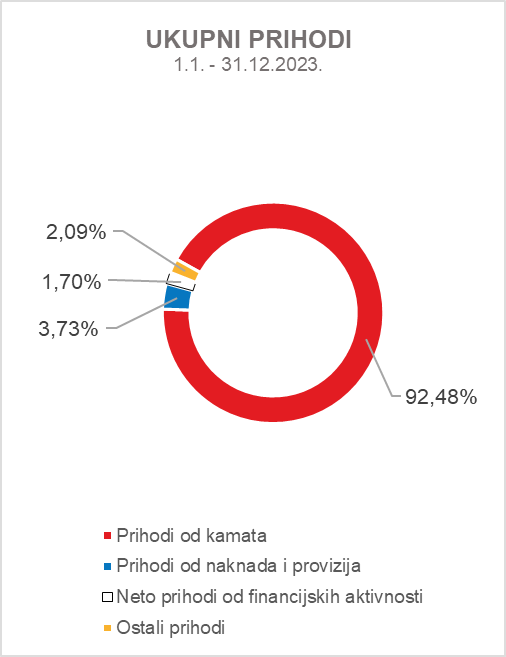 UKUPNI PRIHODI
1.1. - 31.12.2023.
2,09%
1,70%
3,73%
92,48%
Prihodi od kamata
Prihodi od naknada i provizija
Neto prihodi od financijskih aktivnosti
Ostali prihodi